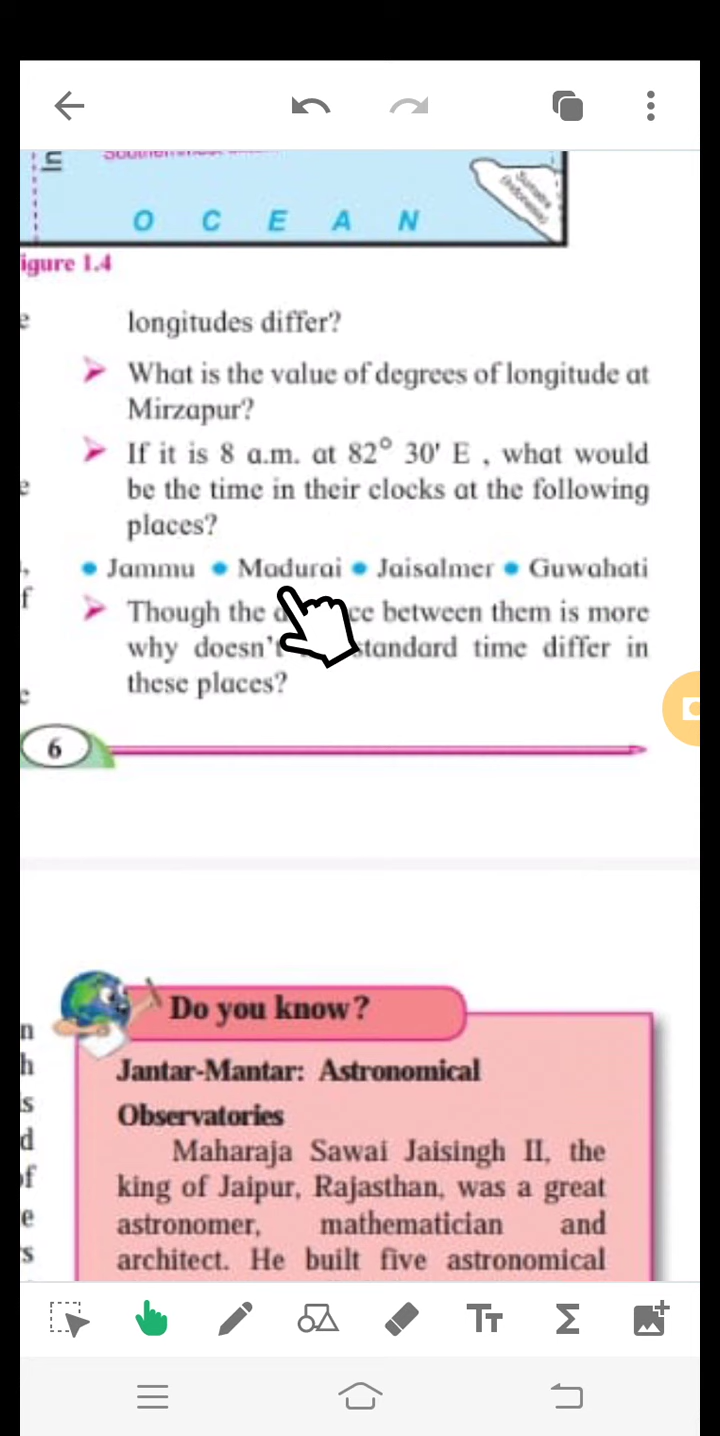 O C E A N
Sumatra
(Indonesia)
igure 1.4
longitudes differ?
What is the value of degrees of longitude at
Mirzapur?
If it is 8 a.m. at 82° 30' E , what would
be the time in their clocks at the following
places?
• Jammu • Madurai • Jaisalmer • Guwahati
Though the ce between them is more
why doesn't standard time differ in
these places?
6
Do you know?
Jantar-Mantar: Astronomical
Observatories
Maharaja Sawai Jaisingh II, the
king of Jaipur, Rajasthan, was a great
astronomer, mathematician and
architect. He built five astronomical
Tт
Σ